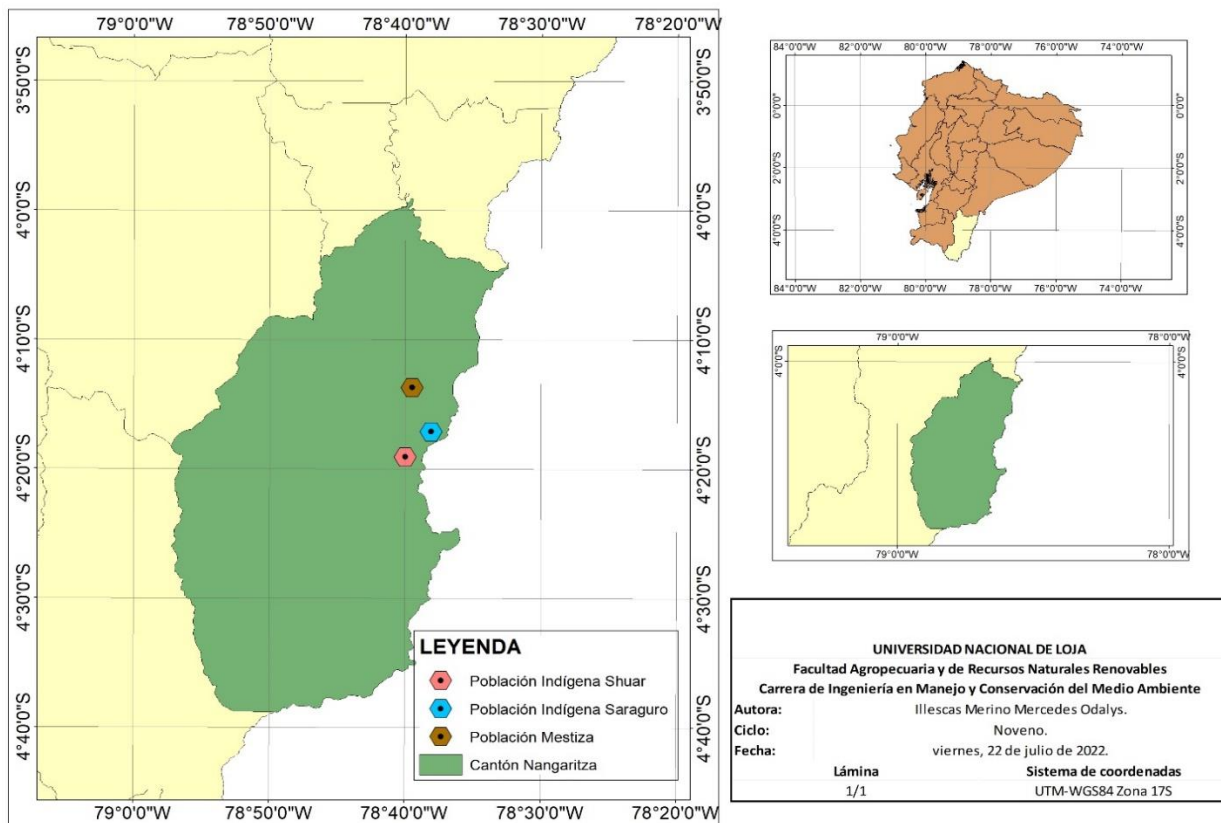 79°0'0"W 78°50'0"W 78°40'0"W 78°30'0"W 78°20'0"W
3°50'0"S 3°50'0"S
4°0'0"S 4°0'0"S
4°10'0"S 4°10'0"S
4°20'0"S 4°20'0"S
4°30'0"S 4°30'0"S
4°40'0"S 4°40'0"S
LEYENDA
Población Indígena Shuar
Población Indígena Saraguro
Población Mestiza
Cantón Nangaritza
79°0'0"W 78°50'0"W 78°40'0"W 78°30'0"W 78°20'0"W
84°0'0"W 82°0'0"W 80°0'0"W 78°0'0"W 76°0'0"W 74°0'0"W
0°0'0" 0°0'0"
2°0'0"S 2°0'0"S
4°0'0"S 4°0'0"S
84°0'0"W 82°0'0"W 80°0'0"W 78°0'0"W 76°0'0"W 74°0'0"W
79°0'0"W 78°0'0"W
4°0'0"S 4°0'0"S
79°0'0"W 78°0'0"W
UNIVERSIDAD NACIONAL DE LOJA
Facultad Agropecuaria y de Recursos Naturales Renovables
Carrera de Ingeniería en Manejo y Conservación del Medio Ambiente
Autora: Illescas Merino Mercedes Odalys.
Ciclo: Noveno.
Fecha: viernes, 22 de julio de 2022.
Lámina Sistema de coordenadas
1/1 UTM-WGS84 Zona 17S